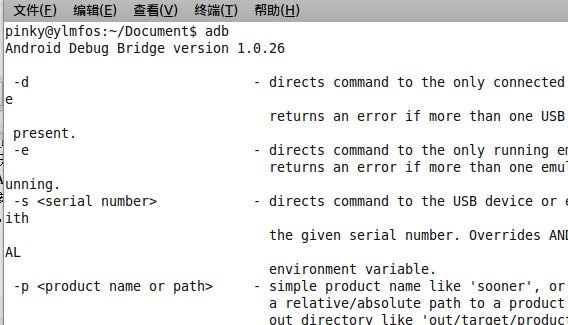 文件(F) 编辑(E) 查看(V) 终端(T) 帮助(H)
pinky@ylmfos:~/Document$ adb
Android Debug Bridge version 1.0.26
-d - directs command to the only connected
e
returns an error if more than one USB
present.
-e - directs command to the only running em
returns an error if more than one emul
unning.
-s <serial number> - directs command to the USB device or e
ith
the given serial number. Overrides AND
AL
environment variable.
-p <product name or path> - simple product name like 'sooner', or
a relative/absolute path to a product
out directory like 'out/target/product